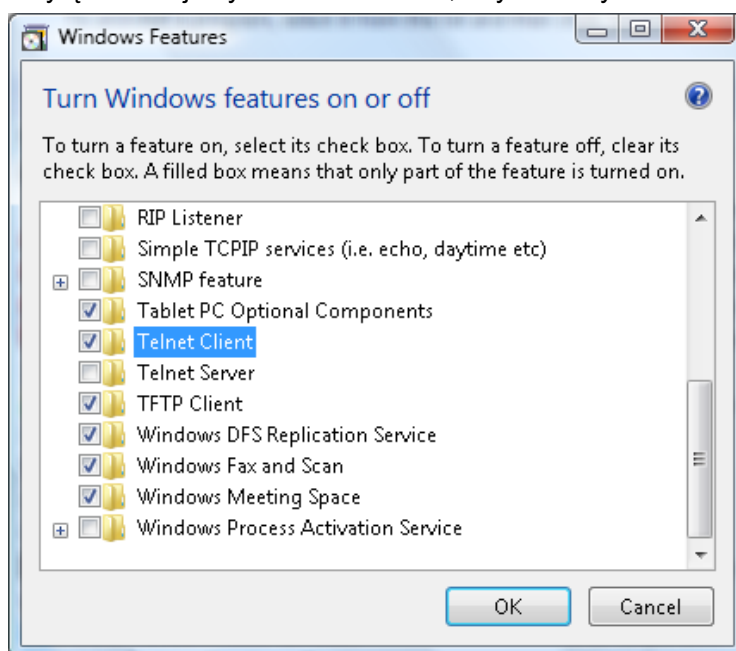 Windows Features
Turn Windows features on or off
To turn a feature on, select its check box. To turn a feature off, clear its
check box. A filled box means that only part of the feature is turned on.
RIP Listener
Simple TCPIP services (i.e. echo, daytime etc)
SNMP feature
Tablet PC Optional Components
Telnet Client
Telnet Server
TFTP Client
Windows DFS Replication Service
Windows Fax and Scan
Windows Meeting Space
Windows Process Activation Service
OK Cancel